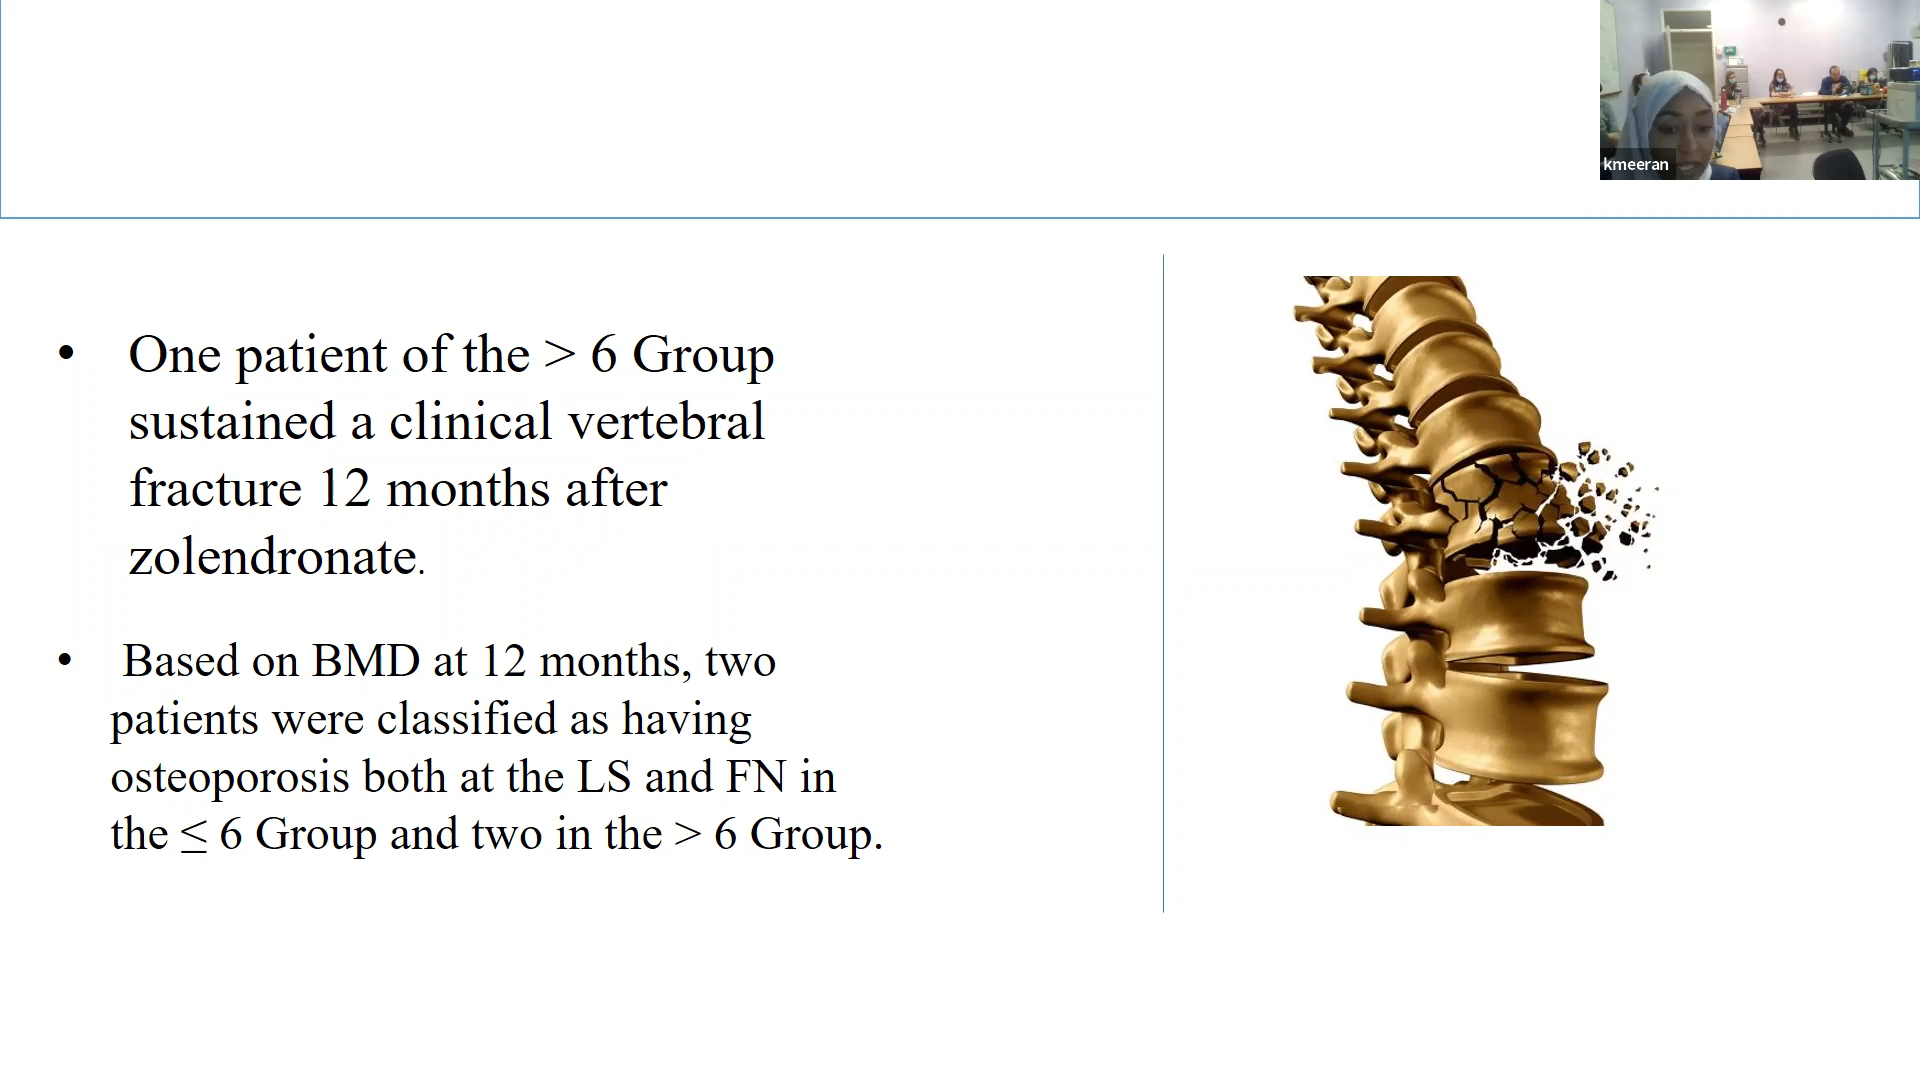 kmeeran
• One patient of the > 6 Group
sustained a clinical vertebral
fracture 12 months after
zolendronate.
• Based on BMD at 12 months, two
patients were classified as having
osteoporosis both at the LS and FN in
the ≤ 6 Group and two in the > 6 Group.